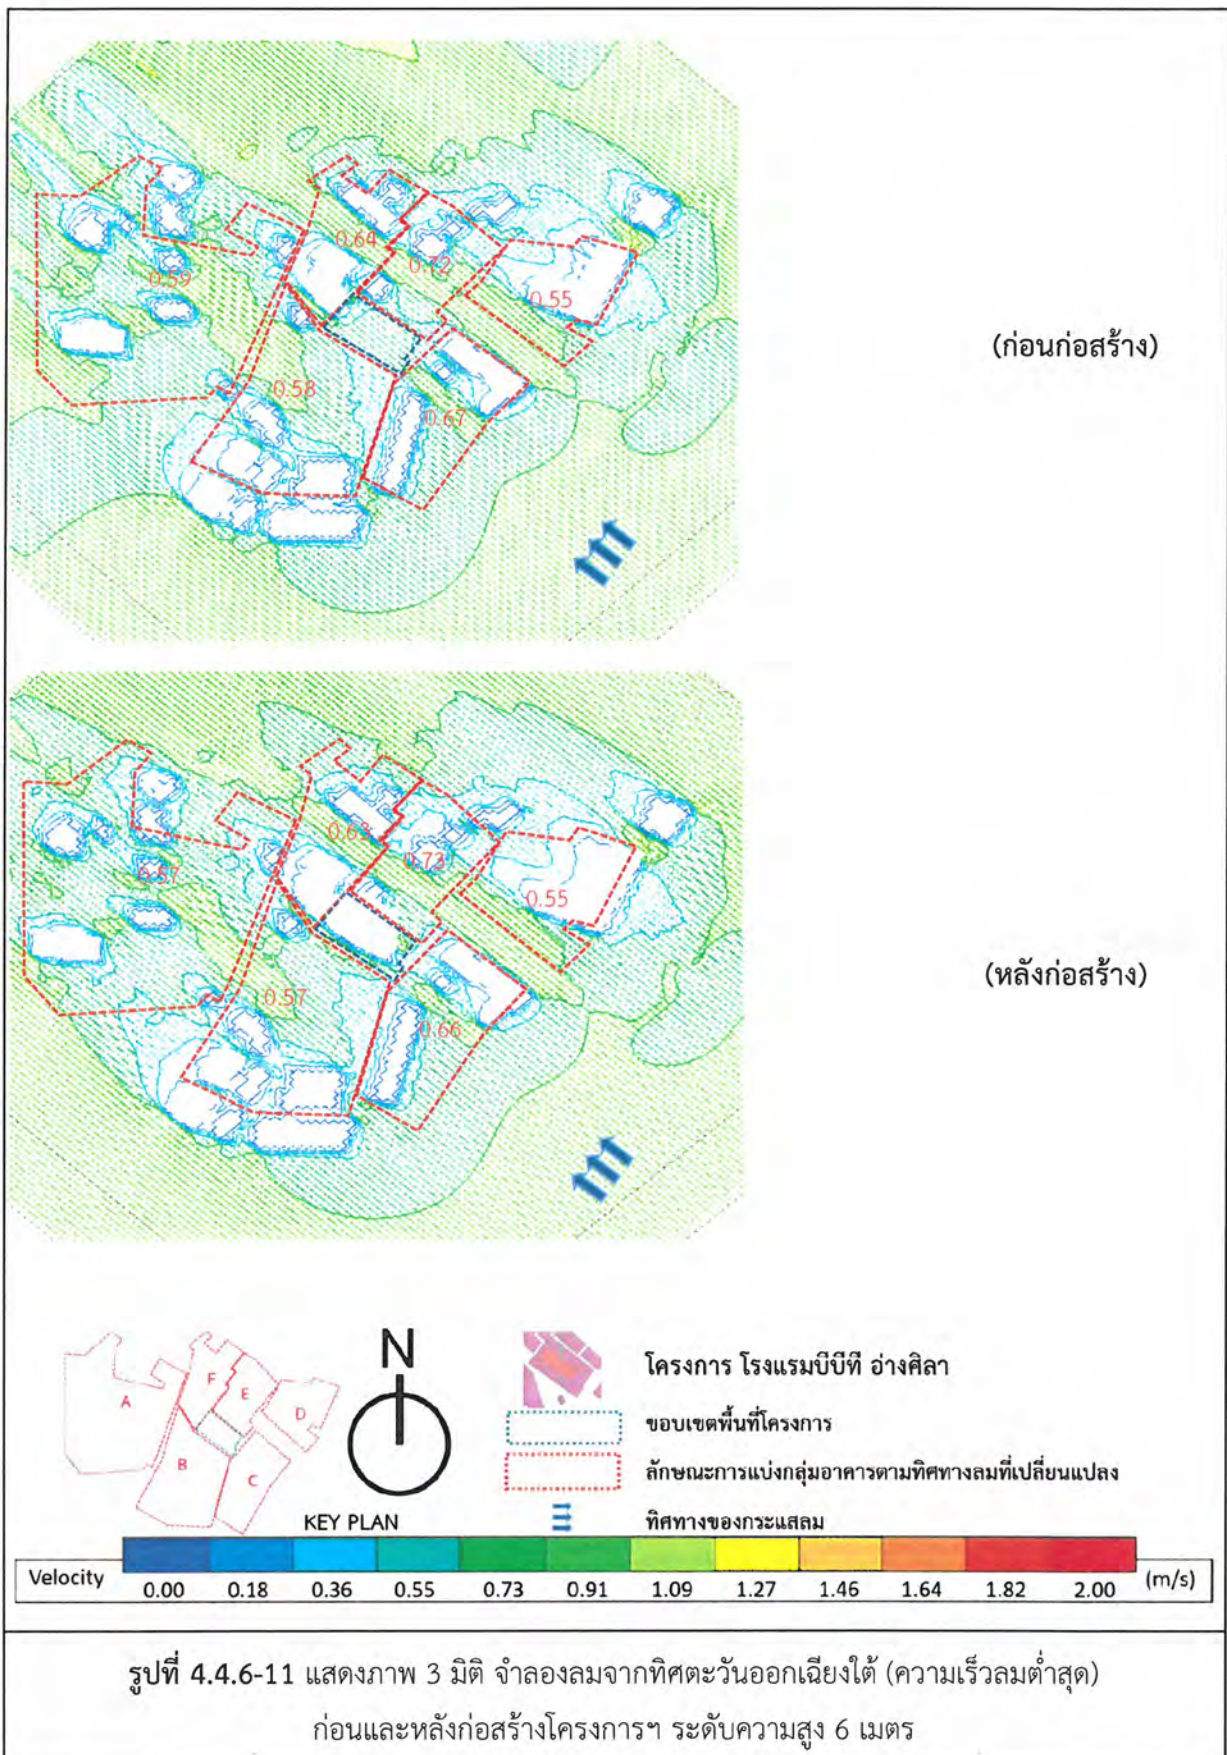 0.64
0.72
0.59
0.55
0.58
0.67
(ก่อนก่อสร้าง)
0.63
0.73
0.57
0.55
0.57
0.66
(หลังก่อสร้าง)
N
A
F
E
D
B
C
KEY PLAN
โครงการ โรงแรมบีบีที อ่างศิลา
ขอบเขตพื้นที่โครงการ
ลักษณะการแบ่งกลุ่มอาคารตามทิศทางลมที่เปลี่ยนแปลง
ทิศทางของกระแสลม
Velocity 0.00 0.18 0.36 0.55 0.73 0.91 1.09 1.27 1.46 1.64 1.82 2.00 (m/s)
รูปที่ 4.4.6-11 แสดงภาพ 3 มิติ จำลองลมจากทิศตะวันออกเฉียงใต้ (ความเร็วลมต่ำสุด)
ก่อนและหลังก่อสร้างโครงการฯ ระดับความสูง 6 เมตร